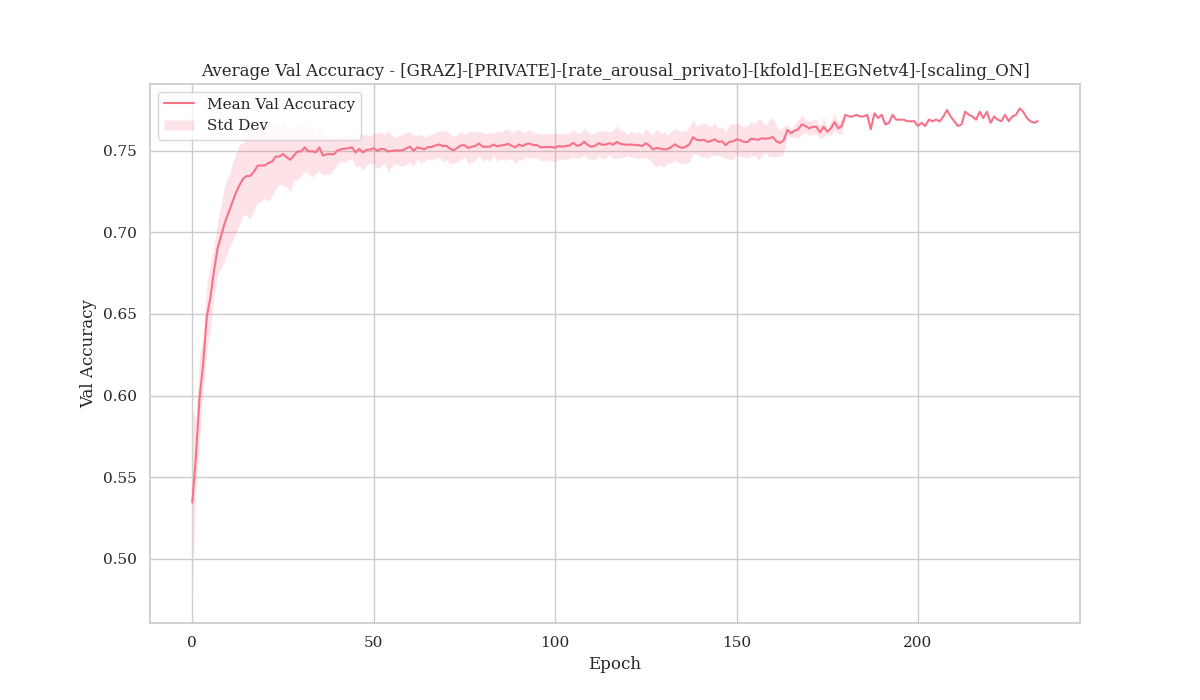 Average Val Accuracy - [GRAZ]-[PRIVATE]-[rate_arousal_privato]-[kfold]-[EEGNetv4]-[scaling_ON]
Mean Val Accuracy
Std Dev
Val Accuracy
0.75
0.70
0.65
0.60
0.55
0.50
0
50
100
150
200
Epoch